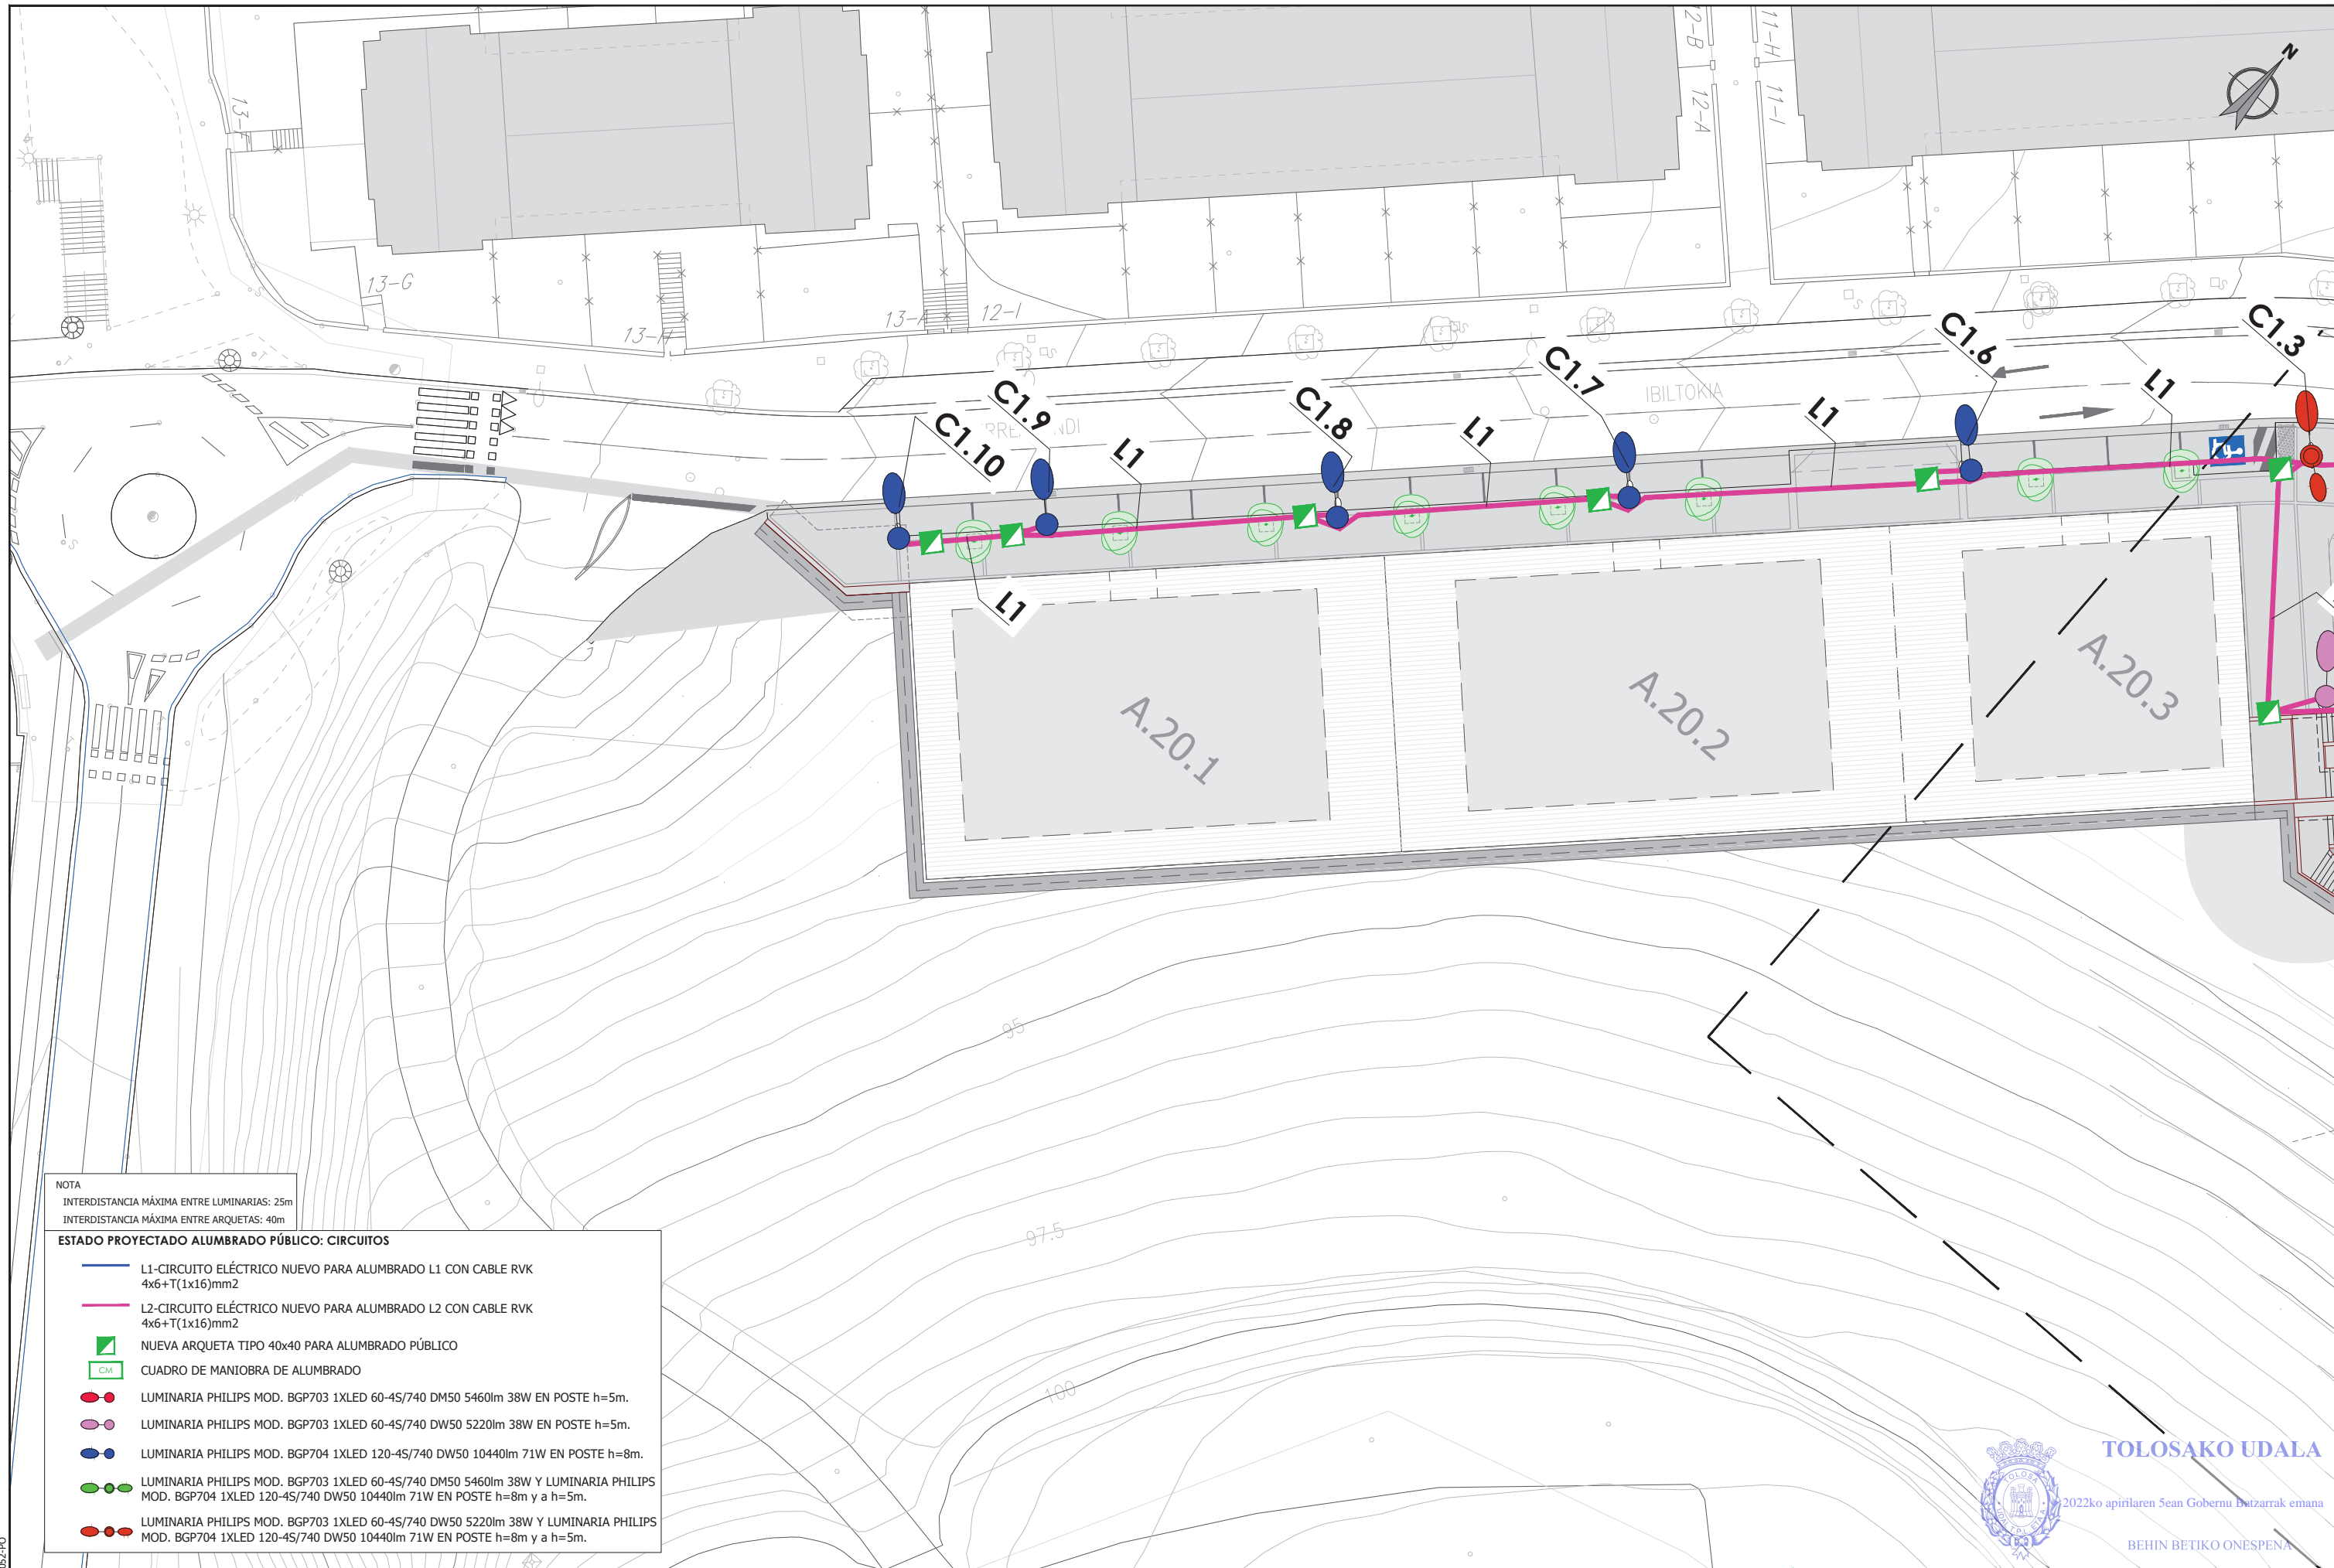 N
12-B
11-H
12-A
11-I
13-L
13-G
13-H
13-A
12-I
C1.10
C1.9
L1
C1.8
L1
C1.7
IBILTOKIA
L1
C1.6
L1
C1.3
L1
A.20.1
A.20.2
A.20.3
95
97.5
100
NOTA
INTERDISTANCIA MÁXIMA ENTRE LUMINARIAS: 25m
INTERDISTANCIA MÁXIMA ENTRE ARQUETAS: 40m
ESTADO PROYECTADO ALUMBRADO PÚBLICO: CIRCUITOS
L1-CIRCUITO ELÉCTRICO NUEVO PARA ALUMBRADO L1 CON CABLE RVK
4x6+T(1x16)mm2
L2-CIRCUITO ELÉCTRICO NUEVO PARA ALUMBRADO L2 CON CABLE RVK
4x6+T(1x16)mm2
NUEVA ARQUETA TIPO 40x40 PARA ALUMBRADO PÚBLICO
CM
CUADRO DE MANIOBRA DE ALUMBRADO
LUMINARIA PHILIPS MOD. BGP703 1XLED 60-4S/740 DM50 5460lm 38W EN POSTE h=5m.
LUMINARIA PHILIPS MOD. BGP703 1XLED 60-4S/740 DW50 5220lm 38W EN POSTE h=5m.
LUMINARIA PHILIPS MOD. BGP704 1XLED 120-4S/740 DW50 10440lm 71W EN POSTE h=8m.
LUMINARIA PHILIPS MOD. BGP703 1XLED 60-4S/740 DM50 5460lm 38W Y LUMINARIA PHILIPS
MOD. BGP704 1XLED 120-4S/740 DW50 10440lm 71W EN POSTE h=8m y a h=5m.
LUMINARIA PHILIPS MOD. BGP703 1XLED 60-4S/740 DW50 5220lm 38W Y LUMINARIA PHILIPS
MOD. BGP704 1XLED 120-4S/740 DW50 10440lm 71W EN POSTE h=8m y a h=5m.
TOLOSAKO UDALA
2022ko apirilaren 5ean Gobernu Batzarrak emana
BEHIN BETIKO ONESPENA